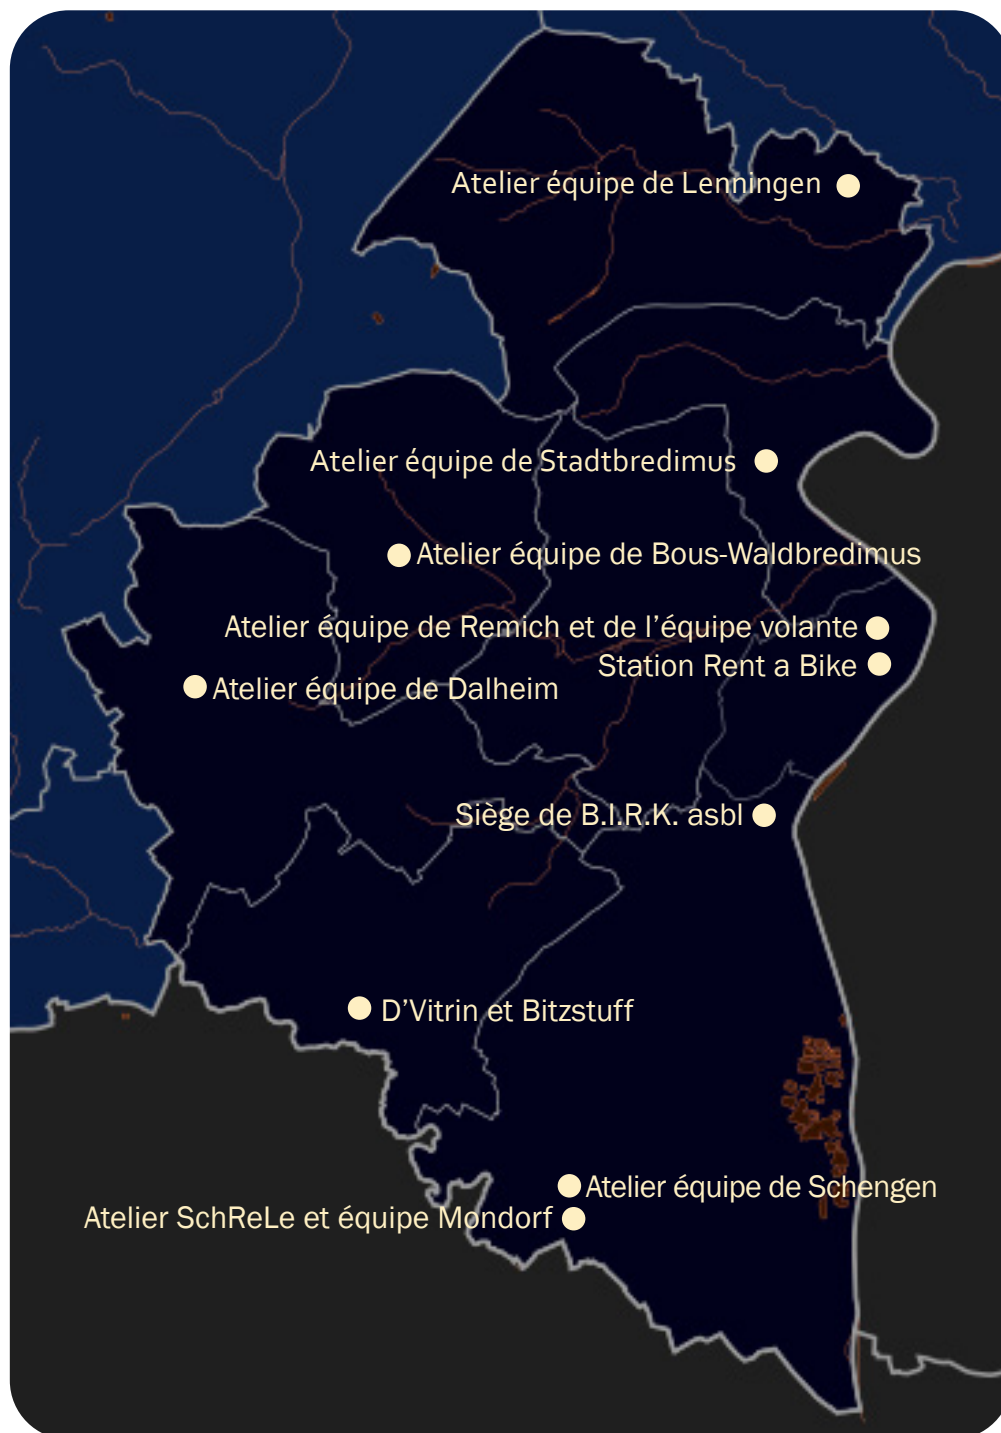 Atelier équipe de Lenningen
Atelier équipe de Stadtbredimus
Atelier équipe de Bous-Waldbredimus
Atelier équipe de Remich et de l’équipe volante
Station Rent a Bike
Atelier équipe de Dalheim
Siège de B.I.R.K. asbl
D’Vitrin et Bitzstuff
Atelier équipe de Schengen
Atelier SchReLe et équipe Mondorf